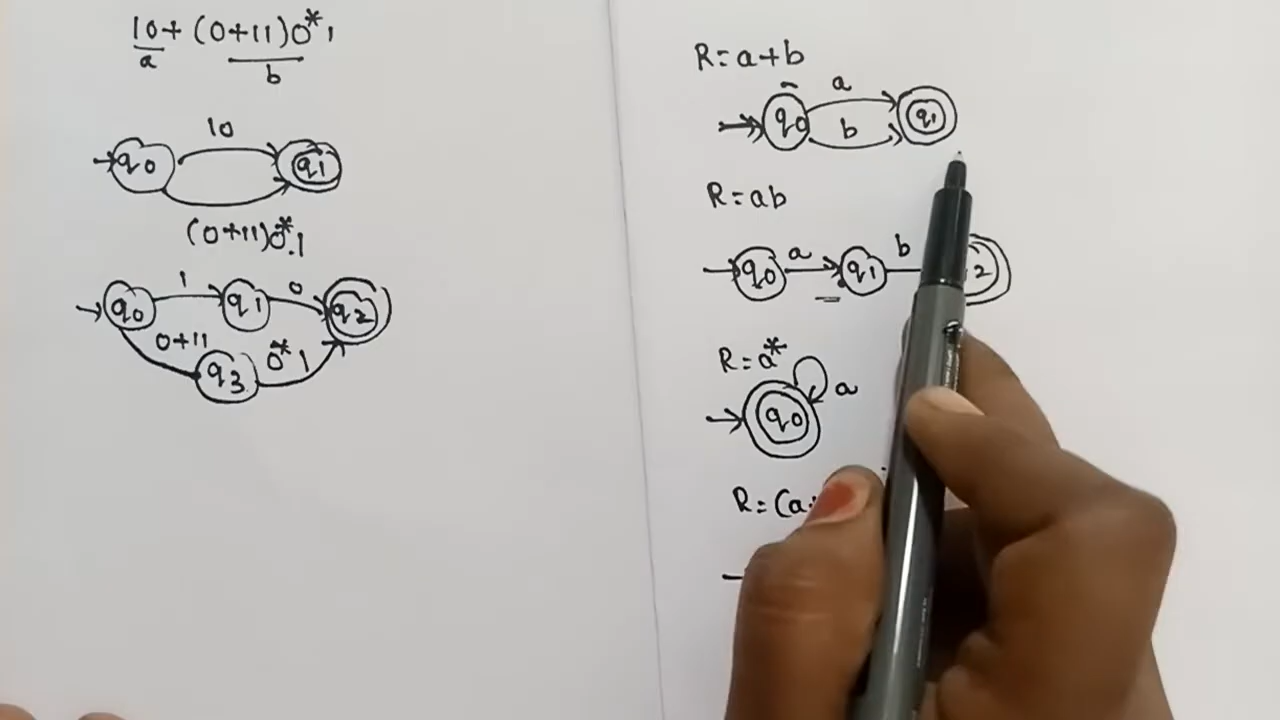 10+(0+11)0*1
a
b
10
q0 q1
(0+11)0*.1
1 0
q0 q1 q2
0+11 0* 1
q3
R=a+b
a
q0 b q1
R=ab
a b
q0 q1 2
R=a*
a
q0
R=(a